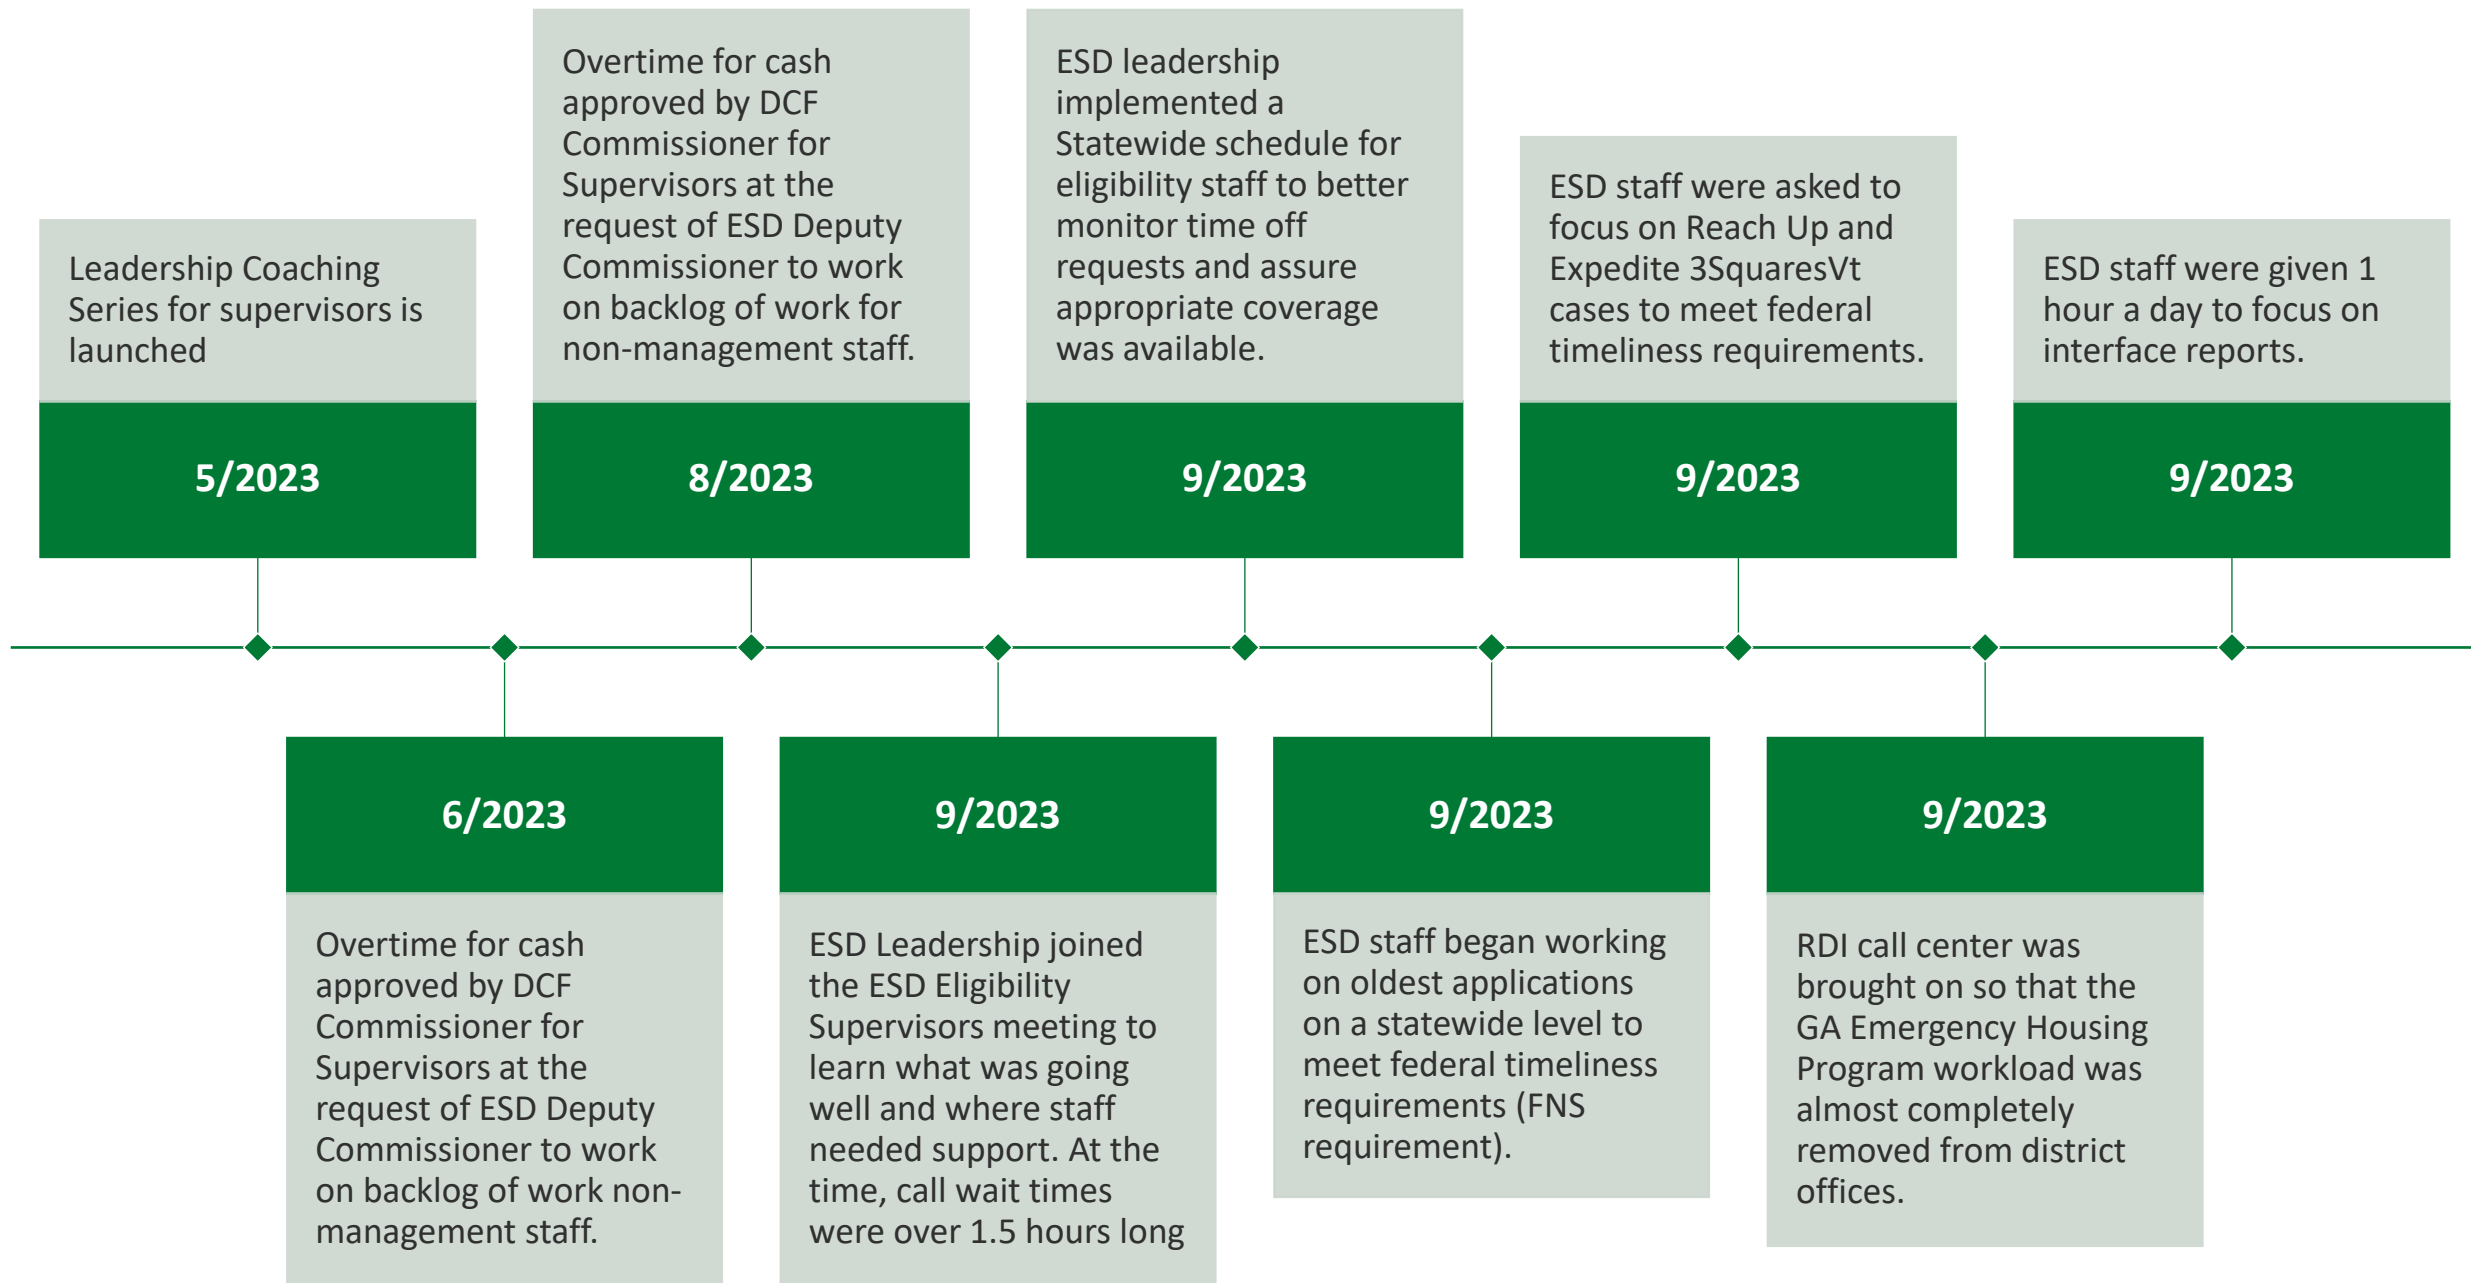 Leadership Coaching
Series for supervisors is
launched
5/2023
6/2023
Overtime for cash
approved by DCF
Commissioner for
Supervisors at the
request of ESD Deputy
Commissioner to work
on backlog of work non-
management staff.
Overtime for cash
approved by DCF
Commissioner for
Supervisors at the
request of ESD Deputy
Commissioner to work
on backlog of work for
non-management staff.
8/2023
9/2023
ESD Leadership joined
the ESD Eligibility
Supervisors meeting to
learn what was going
well and where staff
needed support. At the
time, call wait times
were over 1.5 hours long
ESD leadership
implemented a
Statewide schedule for
eligibility staff to better
monitor time off
requests and assure
appropriate coverage
was available.
9/2023
9/2023
ESD staff began working
on oldest applications
on a statewide level to
meet federal timeliness
requirements (FNS
requirement).
ESD staff were asked to
focus on Reach Up and
Expedite 3SquaresVt
cases to meet federal
timeliness requirements.
9/2023
9/2023
RDI call center was
brought on so that the
GA Emergency Housing
Program workload was
almost completely
removed from district
offices.
ESD staff were given 1
hour a day to focus on
interface reports.
9/2023